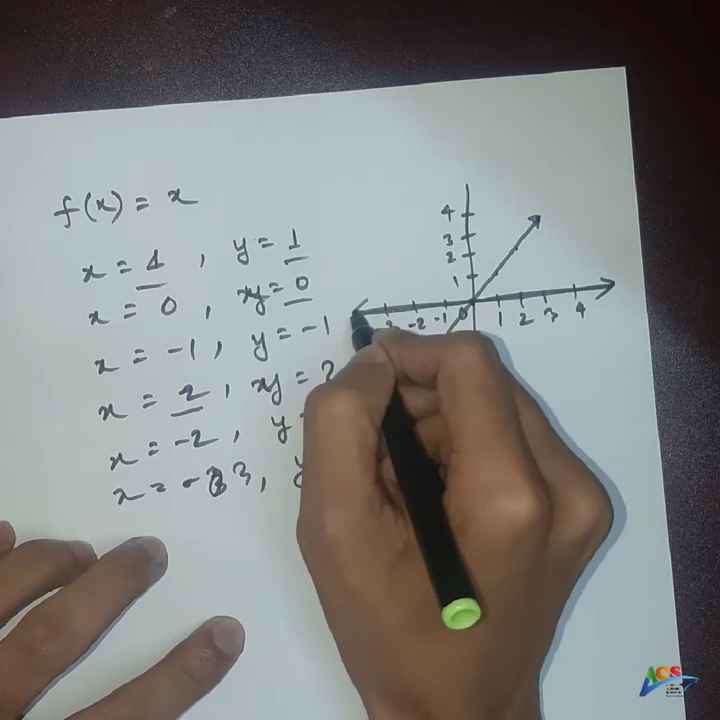 f(x) = x
x = 1, y = 1
x = 0, y = 0
x = -1, y = -1
x = 2, y = 2
x = -2, y
x = -3, y
4
3
2
1
-2 -1 0 1 2 3 4
AOS